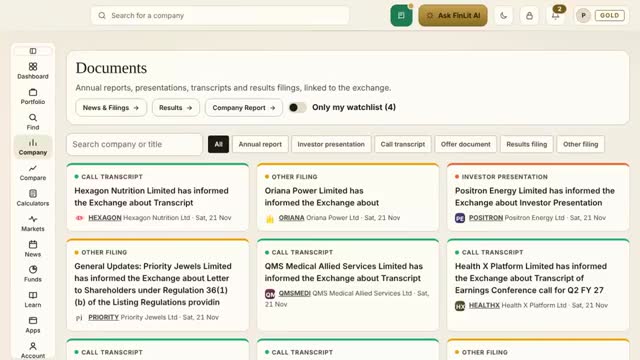 Search for a company
Ask FinLit AI
2
P
GOLD
Dashboard
Portfolio
Find
Company
Compare
Calculators
Markets
News
Funds
Learn
Apps
Account
Documents
Annual reports, presentations, transcripts and results filings, linked to the exchange.
News & Filings →
Results →
Company Report →
Only my watchlist (4)
Search company or title
All
Annual report
Investor presentation
Call transcript
Offer document
Results filing
Other filing
CALL TRANSCRIPT
Hexagon Nutrition Limited has informed
the Exchange about Transcript
HEXAGON Hexagon Nutrition Ltd · Sat, 21 Nov
OTHER FILING
Oriana Power Limited has
informed the Exchange about
ORIANA Oriana Power Ltd · Sat, 21 Nov
INVESTOR PRESENTATION
Positron Energy Limited has informed the
Exchange about Investor Presentation
PE POSITRON Positron Energy Ltd · Sat, 21 Nov
OTHER FILING
General Updates: Priority Jewels Limited
has informed the Exchange about Letter
to Shareholders under Regulation 36(1)
(b) of the Listing Regulations providin
PRIORITY Priority Jewels Ltd · Sat, 21 Nov
CALL TRANSCRIPT
QMS Medical Allied Services Limited has
informed the Exchange about Transcript
QMSMEDI QMS Medical Allied Services Ltd · Sat,
21 Nov
CALL TRANSCRIPT
Health X Platform Limited has informed
the Exchange about Transcript of
Earnings Conference call for Q2 FY 27
HX HEALTHX Health X Platform Ltd · Sat, 21 Nov
CALL TRANSCRIPT
CALL TRANSCRIPT
OTHER FILING